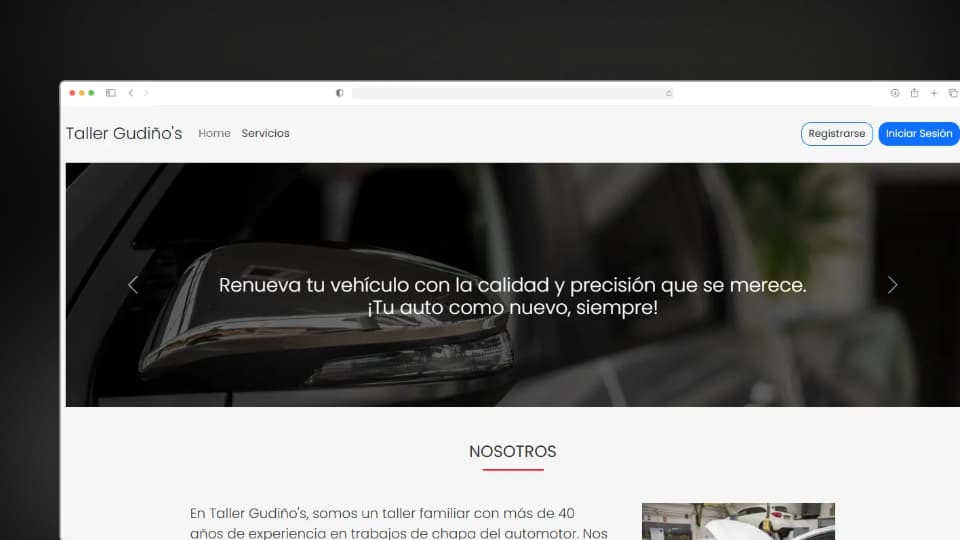 Taller Gudiño's Home Servicios Registrarse Iniciar Sesión
Renueva tu vehículo con la calidad y precisión que se merece.
¡Tu auto como nuevo, siempre!
NOSOTROS
En Taller Gudiño's, somos un taller familiar con más de 40
años de experiencia en trabajos de chapa del automotor. Nos